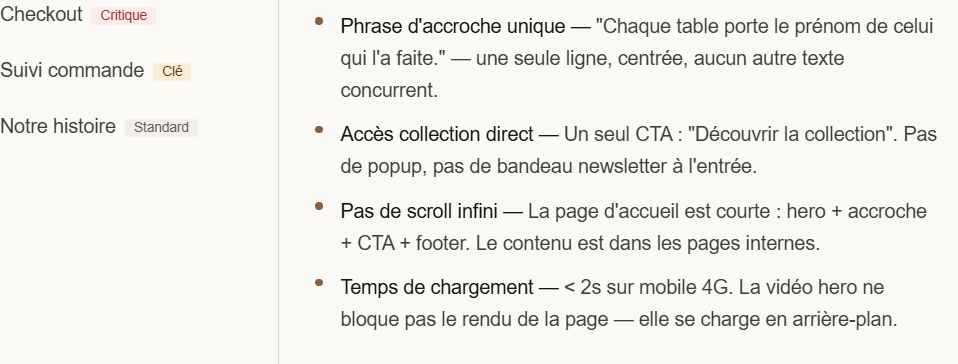 Checkout Critique
Suivi commande Clé
Notre histoire Standard
Phrase d'accroche unique — "Chaque table porte le prénom de celui
qui l'a faite." — une seule ligne, centrée, aucun autre texte
concurrent.
Accès collection direct — Un seul CTA : "Découvrir la collection". Pas
de popup, pas de bandeau newsletter à l'entrée.
Pas de scroll infini — La page d'accueil est courte : hero + accroche
+ CTA + footer. Le contenu est dans les pages internes.
Temps de chargement — < 2s sur mobile 4G. La vidéo hero ne
bloque pas le rendu de la page — elle se charge en arrière-plan.